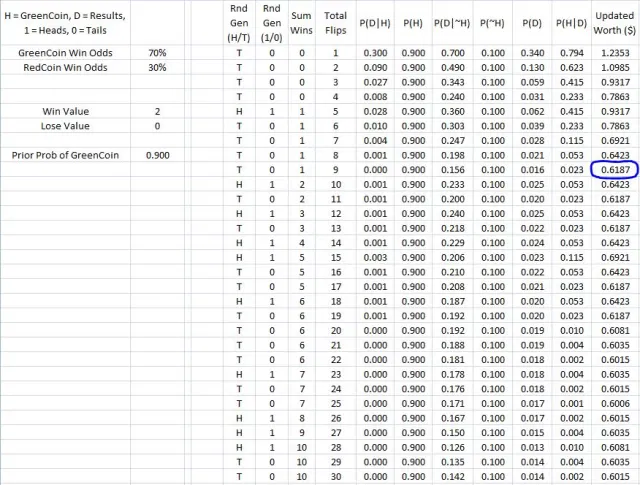 H = GreenCoin, D = Results,
1 = Heads, 0 = Tails
Rnd Gen (H/T) Rnd Gen (1/0) Sum Wins Total Flips P(D|H) P(H) P(D|~H) P(~H) P(D) P(H|D) Updated Worth ($)
GreenCoin Win Odds 70% T 0 0 1 0.300 0.900 0.700 0.100 0.340 0.794 1.2353
RedCoin Win Odds 30% T 0 0 2 0.090 0.900 0.490 0.100 0.130 0.623 1.0985
T 0 0 3 0.027 0.900 0.343 0.100 0.059 0.415 0.9317
T 0 0 4 0.008 0.900 0.240 0.100 0.031 0.233 0.7863
Win Value 2 H 1 1 5 0.028 0.900 0.360 0.100 0.062 0.415 0.9317
Lose Value 0 T 0 1 6 0.010 0.900 0.303 0.100 0.039 0.233 0.7863
T 0 1 7 0.004 0.900 0.247 0.100 0.028 0.115 0.6921
Prior Prob of GreenCoin 0.900 T 0 1 8 0.001 0.900 0.198 0.100 0.021 0.053 0.6423
T 0 1 9 0.000 0.900 0.156 0.100 0.016 0.023 0.6187
H 1 2 10 0.001 0.900 0.233 0.100 0.025 0.053 0.6423
T 0 2 11 0.001 0.900 0.200 0.100 0.020 0.023 0.6187
H 1 3 12 0.001 0.900 0.240 0.100 0.025 0.053 0.6423
T 0 3 13 0.001 0.900 0.218 0.100 0.022 0.023 0.6187
H 1 4 14 0.001 0.900 0.229 0.100 0.024 0.053 0.6423
H 1 5 15 0.003 0.900 0.206 0.100 0.023 0.115 0.6921
T 0 5 16 0.001 0.900 0.210 0.100 0.022 0.053 0.6423
T 0 5 17 0.001 0.900 0.208 0.100 0.021 0.023 0.6187
H 1 6 18 0.001 0.900 0.187 0.100 0.020 0.053 0.6423
T 0 6 19 0.001 0.900 0.192 0.100 0.020 0.023 0.6187
T 0 6 20 0.000 0.900 0.192 0.100 0.019 0.010 0.6081
T 0 6 21 0.000 0.900 0.188 0.100 0.019 0.004 0.6035
T 0 6 22 0.000 0.900 0.181 0.100 0.018 0.002 0.6015
H 1 7 23 0.000 0.900 0.178 0.100 0.018 0.004 0.6035
T 0 7 24 0.000 0.900 0.176 0.100 0.018 0.002 0.6015
T 0 7 25 0.000 0.900 0.171 0.100 0.017 0.001 0.6006
H 1 8 26 0.000 0.900 0.167 0.100 0.017 0.002 0.6015
H 1 9 27 0.000 0.900 0.150 0.100 0.015 0.004 0.6035
H 1 10 28 0.000 0.900 0.126 0.100 0.013 0.010 0.6081
T 0 10 29 0.000 0.900 0.135 0.100 0.014 0.004 0.6035
T 0 10 30 0.000 0.900 0.142 0.100 0.014 0.002 0.6015